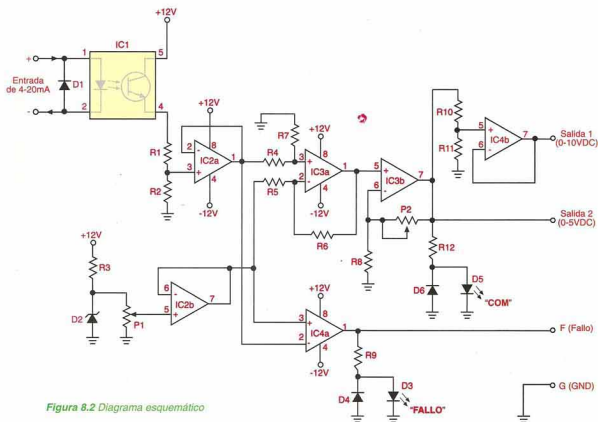 +12V
IC1
+
1
5
Entrada
de 4-20mA
D1
-
2
4
+12V
R10
5
+
7
IC4b
6
-
R11
Salida 1
(0-10VDC)
R1
R2
2
-
8
IC2a
1
3
+
4
-12V
R7
+12V
R4
3
+
8
IC3a
1
R5
2
-
4
-12V
R6
5
+
7
IC3b
6
-
P2
R8
Salida 2
(0-5VDC)
R12
D6
D5
"COM"
+12V
R3
D2
P1
6
-
7
IC2b
5
+
+12V
3
+
8
IC4a
1
2
-
4
-12V
R9
D4
D3
"FALLO"
F (Fallo)
G (GND)
Figura 8.2 Diagrama esquemático